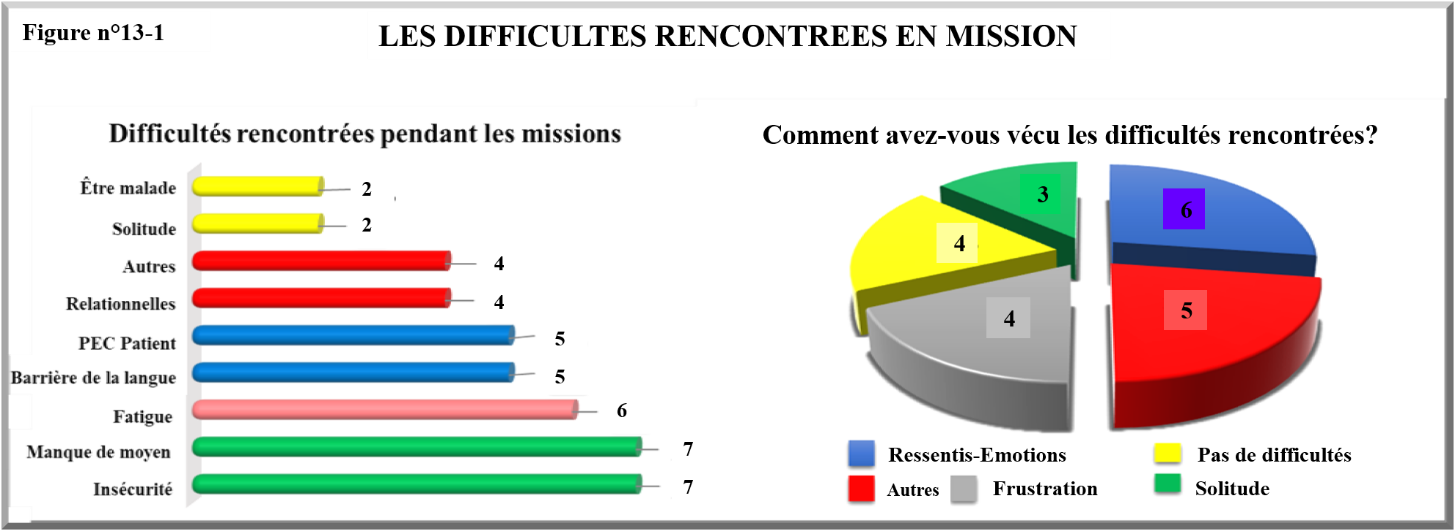 Figure n°13-1
LES DIFFICULTES RENCONTREES EN MISSION
Difficultés rencontrées pendant les missions
Être malade 2
Solitude 2
Autres 4
Relationnelles 4
PEC Patient 5
Barrière de la langue 5
Fatigue 6
Manque de moyen 7
Insécurité 7
Comment avez-vous vécu les difficultés rencontrées?
3
6
4
4
5
Ressentis-Emotions
Pas de difficultés
Autres
Frustration
Solitude